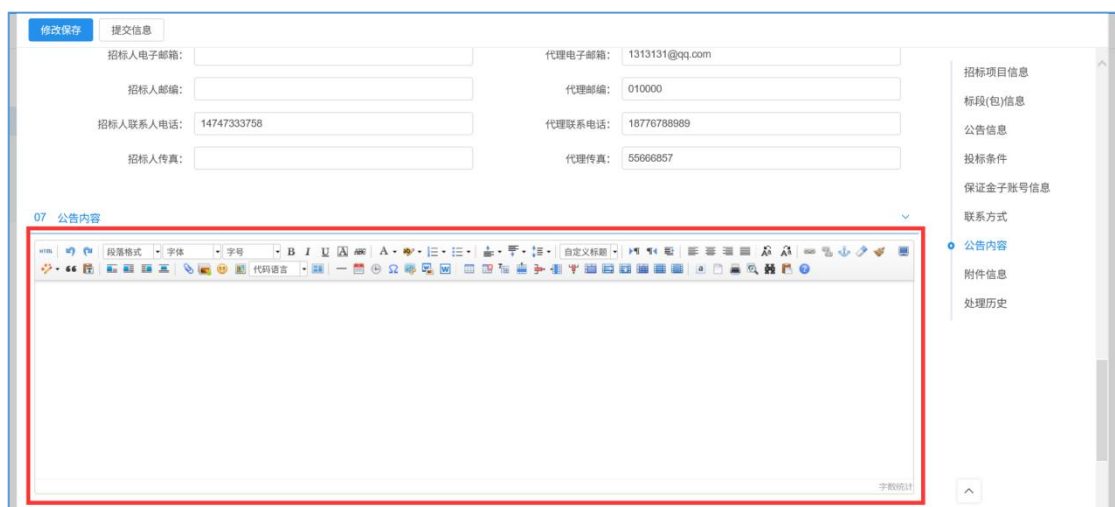 修改保存 提交信息
招标人电子邮箱： 代理电子邮箱： 1313131@qq.com
招标人邮编： 代理邮编： 010000
招标人联系人电话： 14747333758 代理联系电话： 18776788989
招标人传真： 代理传真： 55666857
07 公告内容
HTML 段落格式 字体 字号 B I U A ABC A 自定义标题
代码语言
字数统计
招标项目信息
标段(包)信息
公告信息
投标条件
保证金子账号信息
联系方式
公告内容
附件信息
处理历史